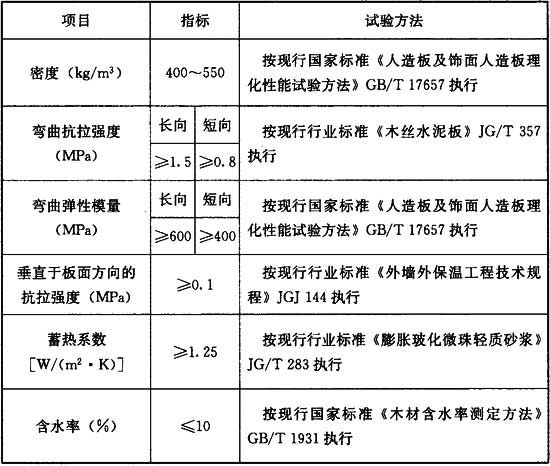 项目 指标 试验方法
密度（kg/m³） 400～550 按现行国家标准《人造板及饰面人造板理
化性能试验方法》GB/T 17657 执行
弯曲抗拉强度
（MPa）
长向 短向
≥1.5 ≥0.8
按现行行业标准《木丝水泥板》JG/T 357
执行
弯曲弹性模量
（MPa）
长向 短向
≥600 ≥400
按现行国家标准《人造板及饰面人造板理
化性能试验方法》GB/T 17657 执行
垂直于板面方向的
抗拉强度（MPa）
≥0.1
按现行行业标准《外墙外保温工程技术规
程》JGJ 144 执行
蓄热系数
［W/(m²·K)］
≥1.25
按现行行业标准《膨胀玻化微珠轻质砂浆》
JG/T 283 执行
含水率（%） ≤10
按现行国家标准《木材含水率测定方法》
GB/T 1931 执行